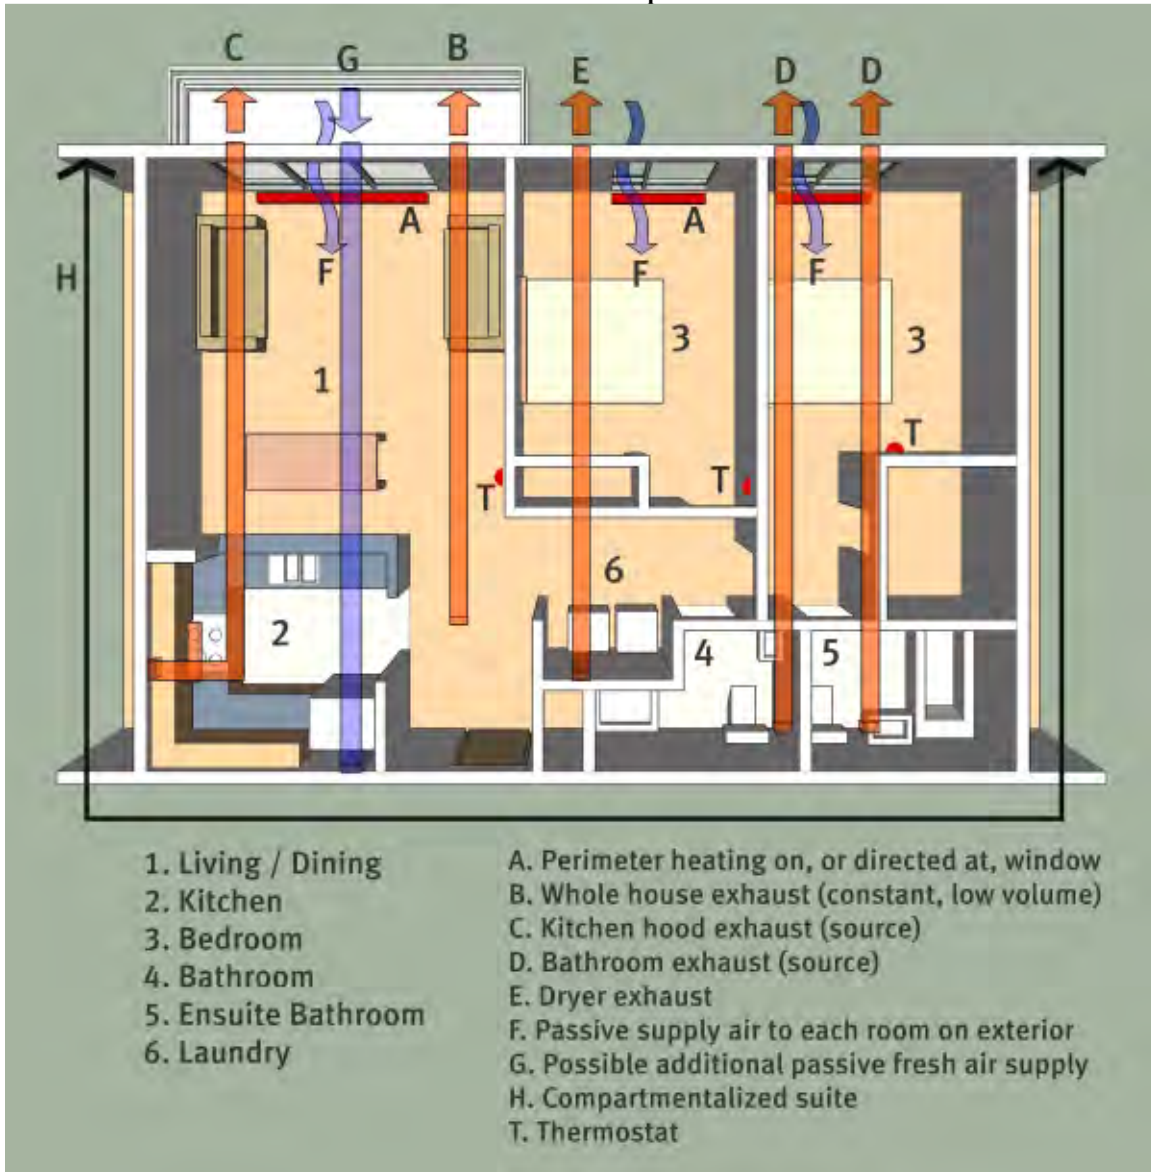 C G B E D D
A A
F F F
H
1 3 3
T T T
6
2 4 5
1. Living / Dining
2. Kitchen
3. Bedroom
4. Bathroom
5. Ensuite Bathroom
6. Laundry
A. Perimeter heating on, or directed at, window
B. Whole house exhaust (constant, low volume)
C. Kitchen hood exhaust (source)
D. Bathroom exhaust (source)
E. Dryer exhaust
F. Passive supply air to each room on exterior
G. Possible additional passive fresh air supply
H. Compartmentalized suite
T. Thermostat